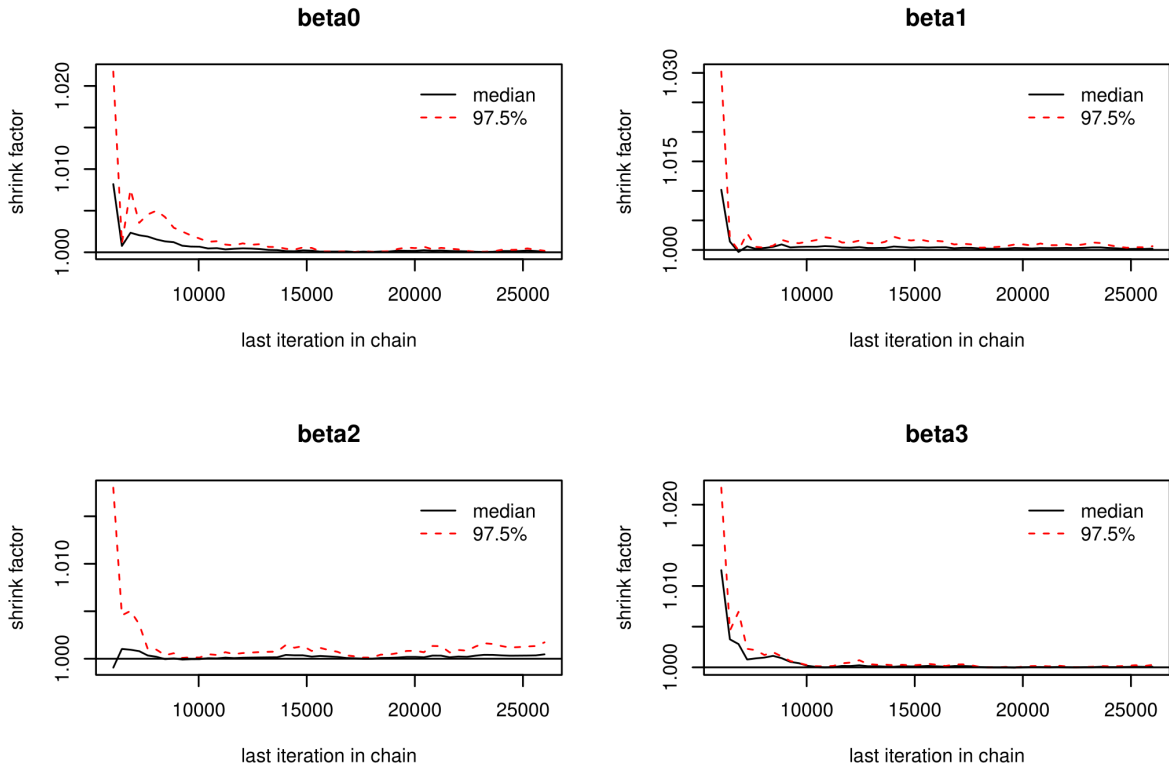 beta0
shrink factor
1.000
1.010
1.020
median
97.5%
10000 15000 20000 25000
last iteration in chain
beta1
shrink factor
1.000
1.015
1.030
median
97.5%
10000 15000 20000 25000
last iteration in chain
beta2
shrink factor
1.000
1.010
median
97.5%
10000 15000 20000 25000
last iteration in chain
beta3
shrink factor
1.000
1.010
1.020
median
97.5%
10000 15000 20000 25000
last iteration in chain